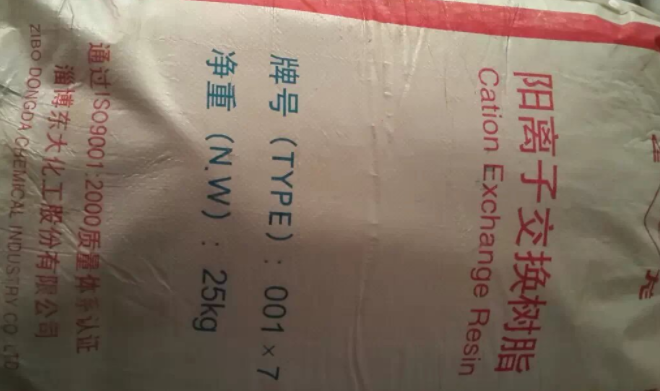 阳离子交换树脂
Cation Exchange Resin
牌号（TYPE）：001×7
净重（N.W）：25kg
通过ISO9001:2000质量体系认证
淄博东大化工股份有限公司
ZIBO DONGDA CHEMICAL INDUSTRY CO.LTD